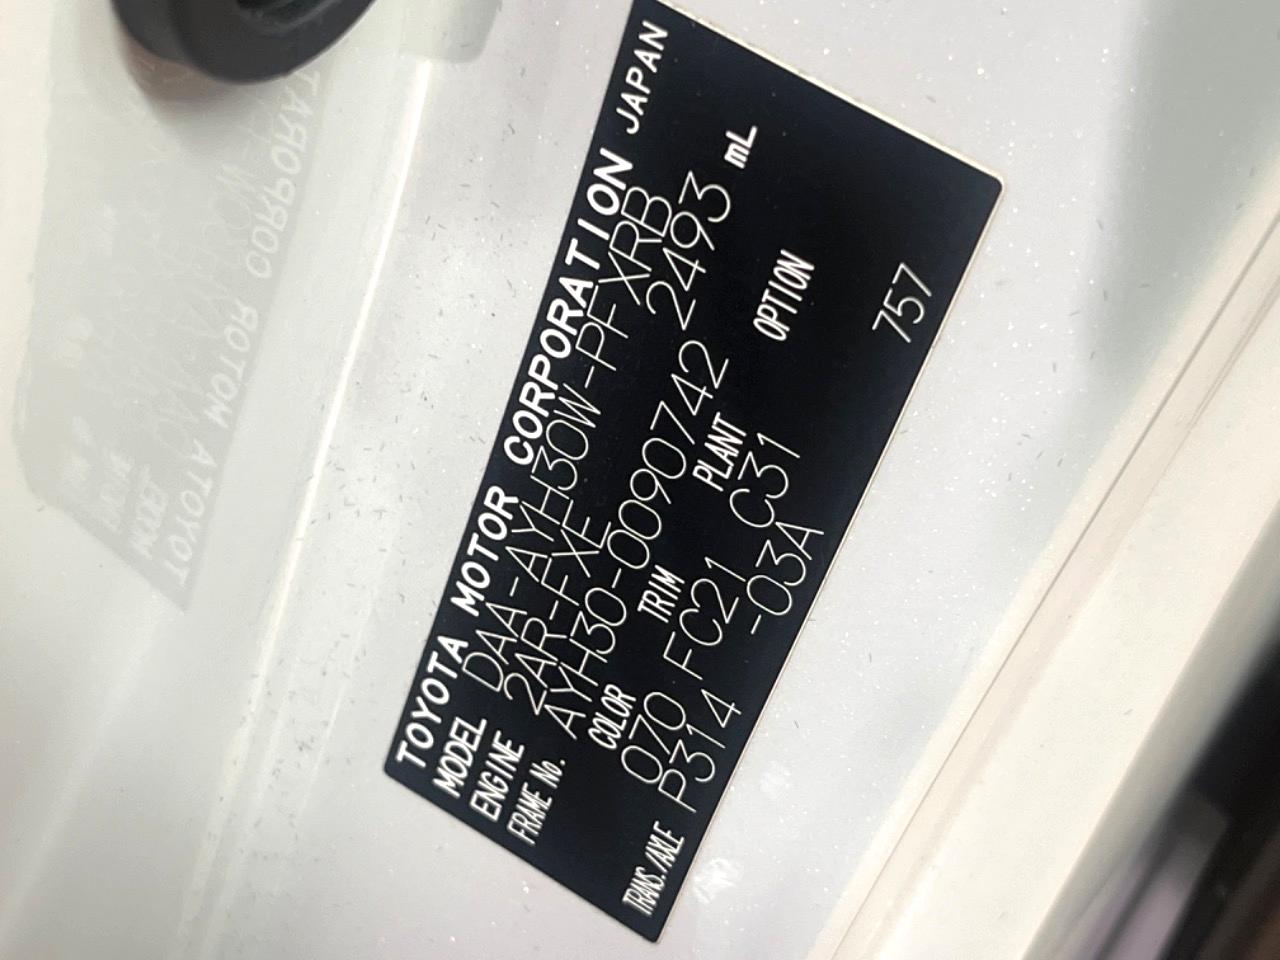 TOYOTA MOTOR CORPORATION JAPAN
MODEL DAA-AYH30W-PFXRB
ENGINE 2AR-FXE 2493 mL
FRAME No. AYH30-0090742
COLOR TRIM PLANT OPTION
070 FC21 C31
TRANS./AXLE P314 -03A 757